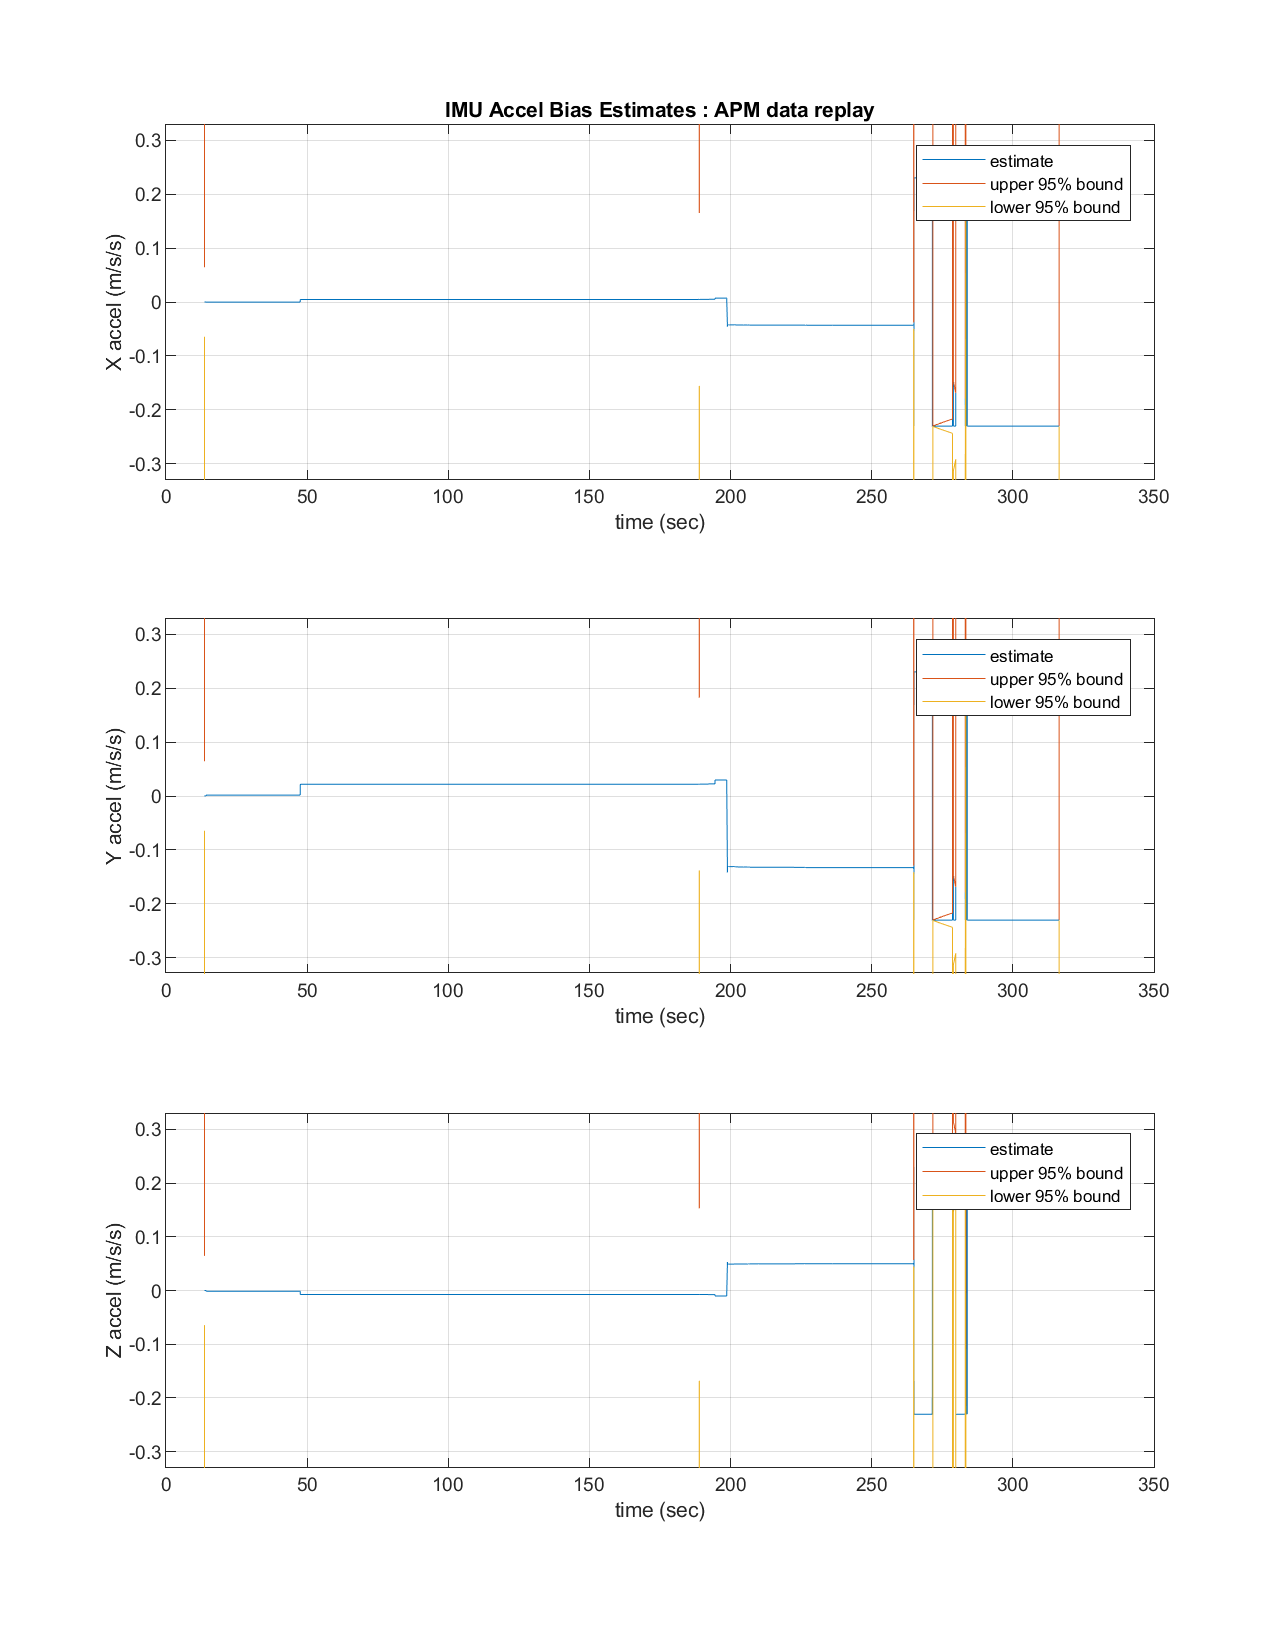 IMU Accel Bias Estimates : APM data replay
0.3
0.2
0.1
0
-0.1
-0.2
-0.3
X accel (m/s/s)
estimate
upper 95% bound
lower 95% bound
0 50 100 150 200 250 300 350
time (sec)
0.3
0.2
0.1
0
-0.1
-0.2
-0.3
Y accel (m/s/s)
estimate
upper 95% bound
lower 95% bound
0 50 100 150 200 250 300 350
time (sec)
0.3
0.2
0.1
0
-0.1
-0.2
-0.3
Z accel (m/s/s)
estimate
upper 95% bound
lower 95% bound
0 50 100 150 200 250 300 350
time (sec)